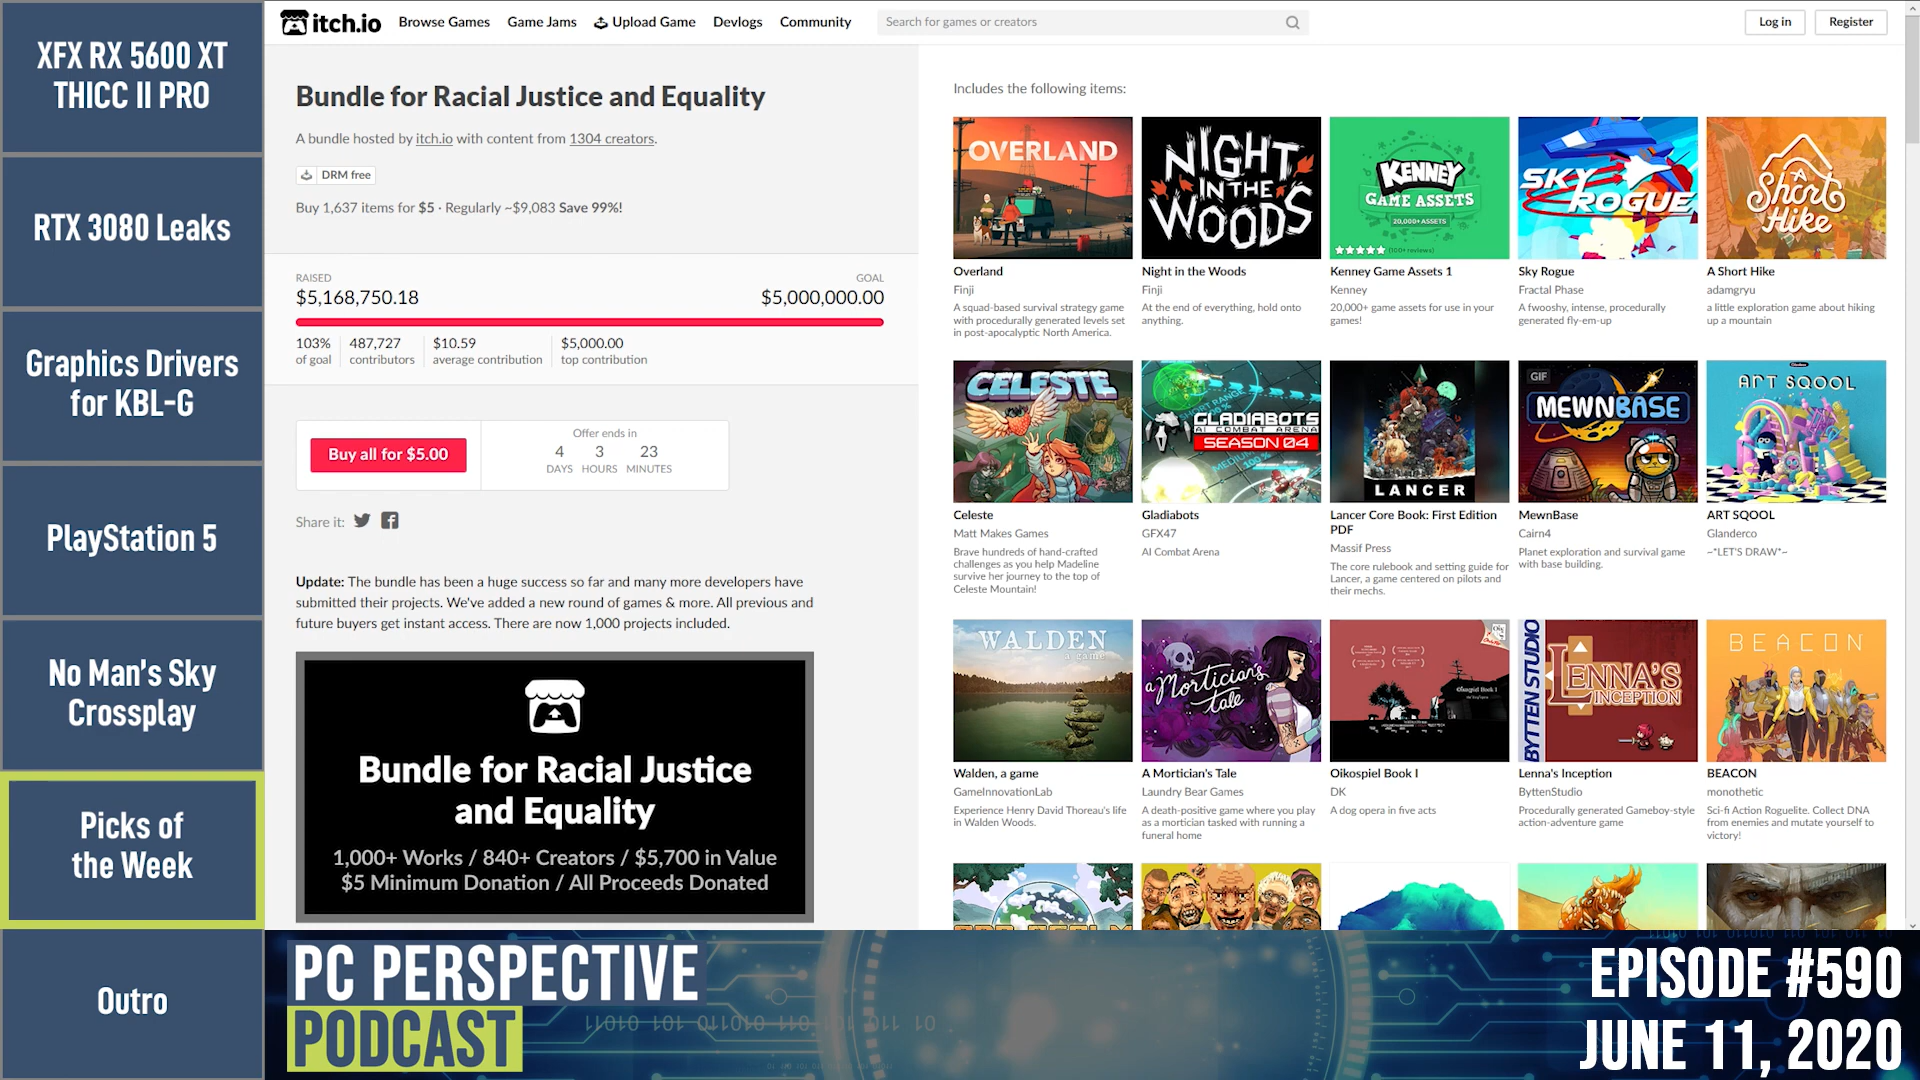 XFX RX 5600 XT
THICC II PRO
RTX 3080 Leaks
Graphics Drivers
for KBL-G
PlayStation 5
No Man's Sky
Crossplay
Picks of
the Week
Outro
itch.io
Browse Games
Game Jams
Upload Game
Devlogs
Community
Search for games or creators
Log in
Register
Bundle for Racial Justice and Equality
A bundle hosted by itch.io with content from 1304 creators.
DRM free
Buy 1,637 items for $5 · Regularly ~$9,083 Save 99%!
RAISED
GOAL
$5,168,750.18
$5,000,000.00
103%
of goal
487,727
contributors
$10.59
average contribution
$5,000.00
top contribution
Buy all for $5.00
Offer ends in
4 3 23
DAYS HOURS MINUTES
Share it:
Update: The bundle has been a huge success so far and many more developers have
submitted their projects. We've added a new round of games & more. All previous and
future buyers get instant access. There are now 1,000 projects included.
Bundle for Racial Justice
and Equality
1,000+ Works / 840+ Creators / $5,700 in Value
$5 Minimum Donation / All Proceeds Donated
Includes the following items:
OVERLAND
Overland
Finji
A squad-based survival strategy game
with procedurally generated levels set
in post-apocalyptic North America.
NIGHT
IN THE
WOODS
Night in the Woods
Finji
At the end of everything, hold onto
anything.
KENNEY
GAME ASSETS
20,000+ ASSETS
(100+ reviews)
Kenney Game Assets 1
Kenney
20,000+ game assets for use in your
games!
SKY
ROGUE
Sky Rogue
Fractal Phase
A fwooshy, intense, procedurally
generated fly-em-up
A
Short
Hike
A Short Hike
adamgryu
a little exploration game about hiking
up a mountain
CELESTE
Celeste
Matt Makes Games
Brave hundreds of hand-crafted
challenges as you help Madeline
survive her journey to the top of
Celeste Mountain!
SHORT RANGE
100 %
GLADIABOTS
AI COMBAT ARENA
SEASON 04
MEDIUM
100%
Gladiabots
GFX47
AI Combat Arena
LANCER
Lancer Core Book: First Edition
PDF
Massif Press
The core rulebook and setting guide for
Lancer, a game centered on pilots and
their mechs.
GIF
MEWNBASE
MewnBase
Cairn4
Planet exploration and survival game
with base building.
ART SQOOL
ART SQOOL
Glanderco
~*LET'S DRAW*~
WALDEN
a game
Walden, a game
GameInnovationLab
Experience Henry David Thoreau's life
in Walden Woods.
a Mortician's
tale
A Mortician's Tale
Laundry Bear Games
A death-positive game where you play
as a mortician tasked with running a
funeral home
Oikospiel Book I
Oikospiel Book I
DK
A dog opera in five acts
BYTTEN STUDIO
LENNA'S
INCEPTION
Lenna's Inception
ByttenStudio
Procedurally generated Gameboy-style
action-adventure game
BEACON
BEACON
monothetic
Sci-fi Action Roguelite. Collect DNA
from enemies and mutate yourself to
victory!
PC PERSPECTIVE
PODCAST
EPISODE #590
JUNE 11, 2020